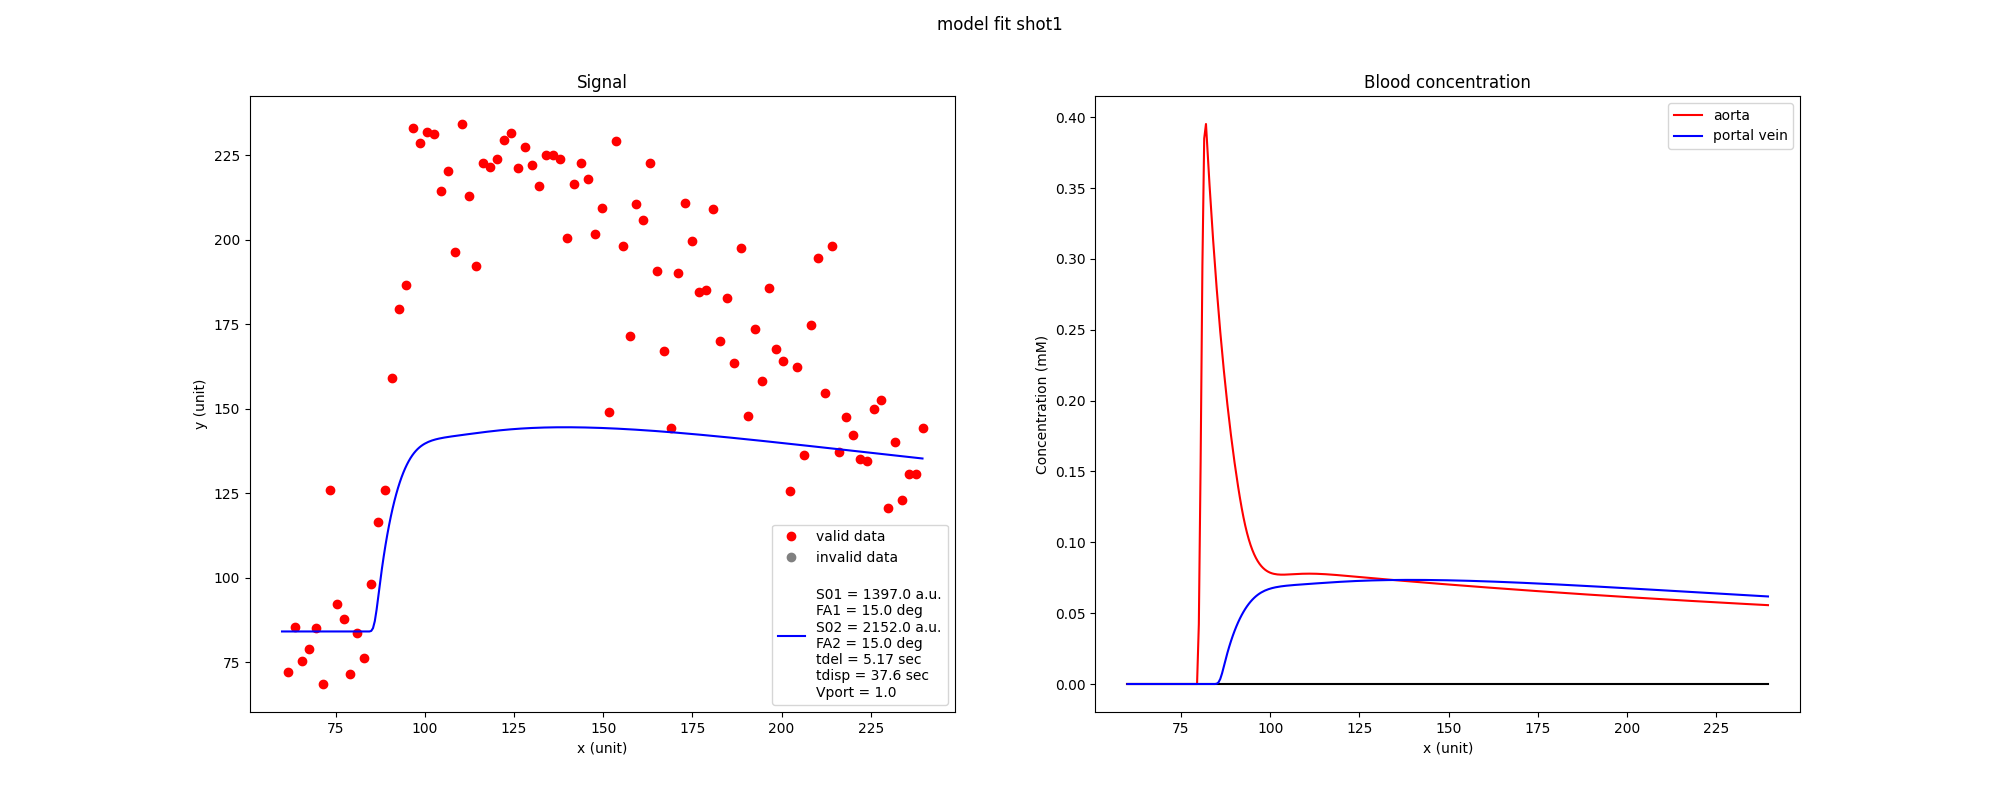 model fit shot1
Signal
y (unit)
225
200
175
150
125
100
75
75
100
125
150
175
200
225
x (unit)
valid data
invalid data
S01 = 1397.0 a.u.
FA1 = 15.0 deg
S02 = 2152.0 a.u.
FA2 = 15.0 deg
tdel = 5.17 sec
tdisp = 37.6 sec
Vport = 1.0
Blood concentration
Concentration (mM)
0.40
0.35
0.30
0.25
0.20
0.15
0.10
0.05
0.00
75
100
125
150
175
200
225
x (unit)
aorta
portal vein